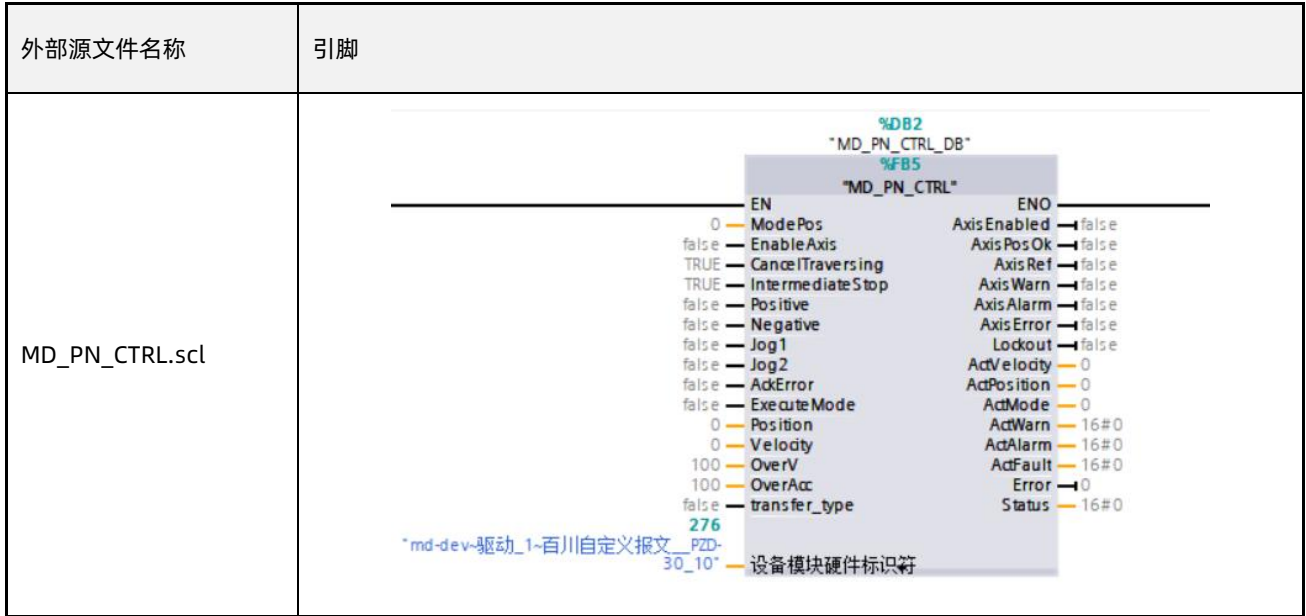 外部源文件名称 引脚
MD_PN_CTRL.scl
%DB2
"MD_PN_CTRL_DB"
%FB5
"MD_PN_CTRL"
EN ENO
0 ModePos AxisEnabled false
false EnableAxis AxisPosOk false
TRUE CancelTraversing AxisRef false
TRUE IntermediateStop AxisWarn false
false Positive AxisAlarm false
false Negative AxisError false
false Jog1 Lockout false
false Jog2 ActVelocity 0
false AckError ActPosition 0
false ExecuteMode ActMode 0
0 Position ActWarn 16#0
0 Velocity ActAlarm 16#0
100 OverV ActFault 16#0
100 OverAcc Error 0
false transfer_type Status 16#0
276
"md-dev~驱动_1~百川自定义报文__PZD-
30_10" 设备模块硬件标识符